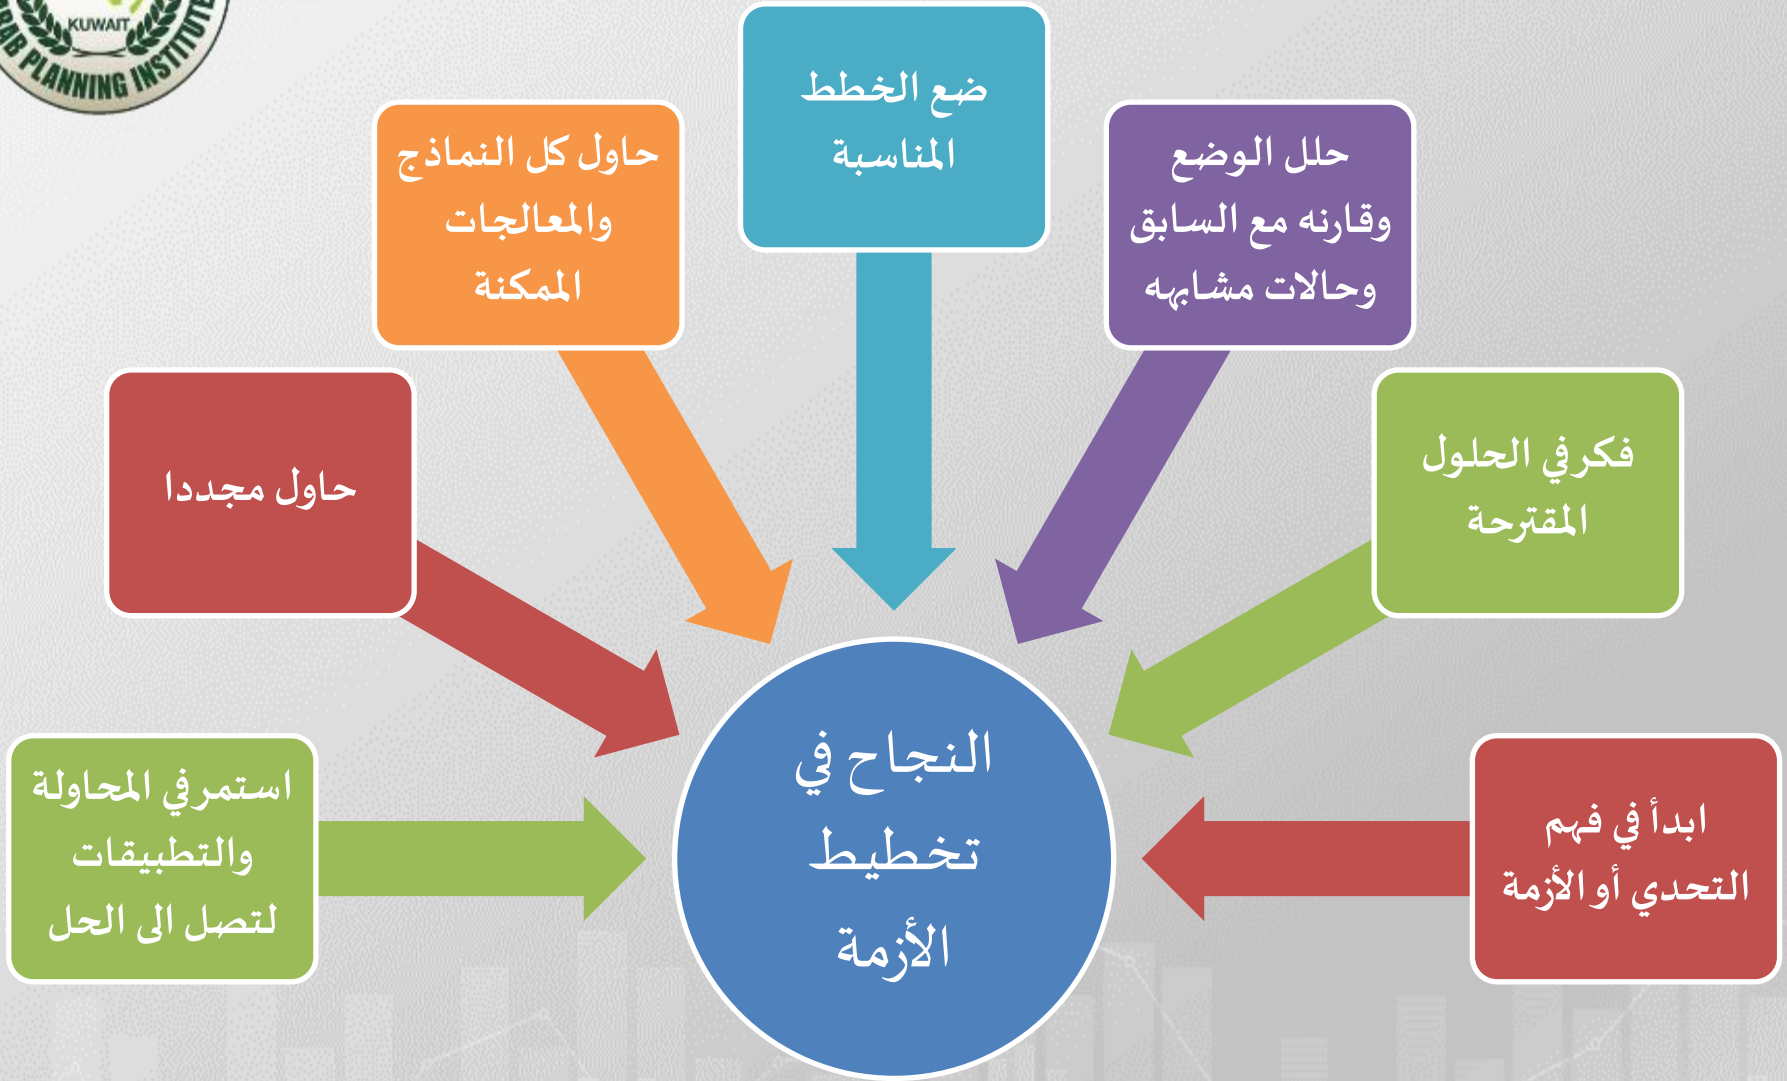 KUWAIT
PLANNING INSTITUTE
ضع الخطط
المناسبة
حلل الوضع
وقارنه مع السابق
وحالات مشابهه
حاول كل النماذج
والمعالجات
الممكنة
فكر في الحلول
المقترحة
حاول مجددا
ابدأ في فهم
التحدي أو الأزمة
استمر في المحاولة
والتطبيقات
لتصل الى الحل
النجاح في
تخطيط
الأزمة